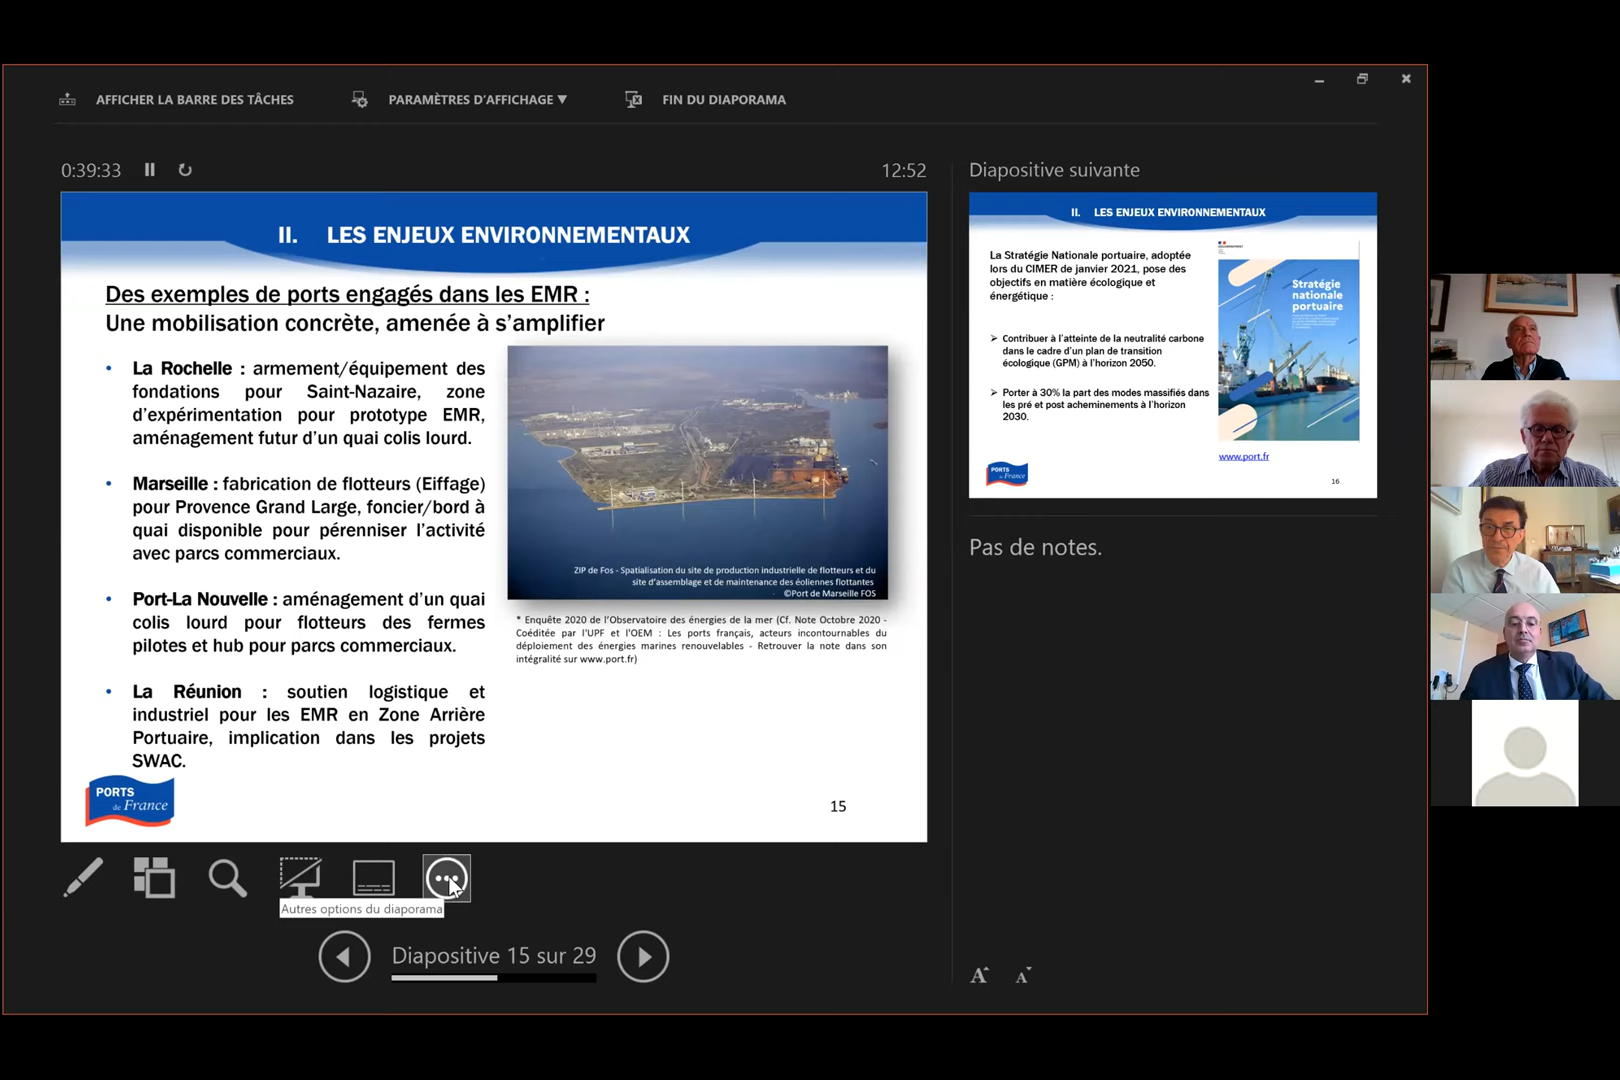 AFFICHER LA BARRE DES TÂCHES
PARAMÈTRES D'AFFICHAGE ▼
FIN DU DIAPORAMA
0:39:33
12:52
II. LES ENJEUX ENVIRONNEMENTAUX
Des exemples de ports engagés dans les EMR :
Une mobilisation concrète, amenée à s'amplifier
• La Rochelle : armement/équipement des
fondations pour Saint-Nazaire, zone
d'expérimentation pour prototype EMR,
aménagement futur d'un quai colis lourd.
• Marseille : fabrication de flotteurs (Eiffage)
pour Provence Grand Large, foncier/bord à
quai disponible pour pérenniser l'activité
avec parcs commerciaux.
• Port-La Nouvelle : aménagement d'un quai
colis lourd pour flotteurs des fermes
pilotes et hub pour parcs commerciaux.
• La Réunion : soutien logistique et
industriel pour les EMR en Zone Arrière
Portuaire, implication dans les projets
SWAC.
ZIP de Fos - Spatialisation du site de production industrielle de flotteurs et du
site d'assemblage et de maintenance des éoliennes flottantes
©Port de Marseille FOS
* Enquête 2020 de l'Observatoire des énergies de la mer (Cf. Note Octobre 2020 -
Coéditée par l'UPF et l'OEM : Les ports français, acteurs incontournables du
déploiement des énergies marines renouvelables - Retrouver la note dans son
intégralité sur www.port.fr)
PORTS
de France
15
Autres options du diaporama
Diapositive 15 sur 29
Diapositive suivante
II. LES ENJEUX ENVIRONNEMENTAUX
La Stratégie Nationale portuaire, adoptée
lors du CIMER de janvier 2021, pose des
objectifs en matière écologique et
énergétique :
➢ Contribuer à l'atteinte de la neutralité carbone
dans le cadre d'un plan de transition
écologique (GPM) à l'horizon 2050.
➢ Porter à 30% la part des modes massifiés dans
les pré et post acheminements à l'horizon
2030.
Stratégie
nationale
portuaire
www.port.fr
PORTS
de France
16
Pas de notes.
A A